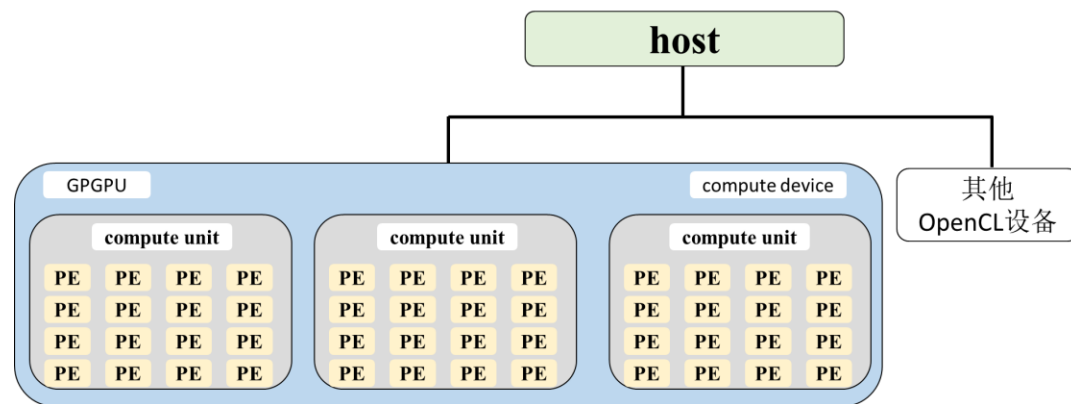 host
GPGPU
compute device
其他
OpenCL设备
compute unit compute unit compute unit
PE PE PE PE PE PE PE PE PE PE PE PE
PE PE PE PE PE PE PE PE PE PE PE PE
PE PE PE PE PE PE PE PE PE PE PE PE
PE PE PE PE PE PE PE PE PE PE PE PE